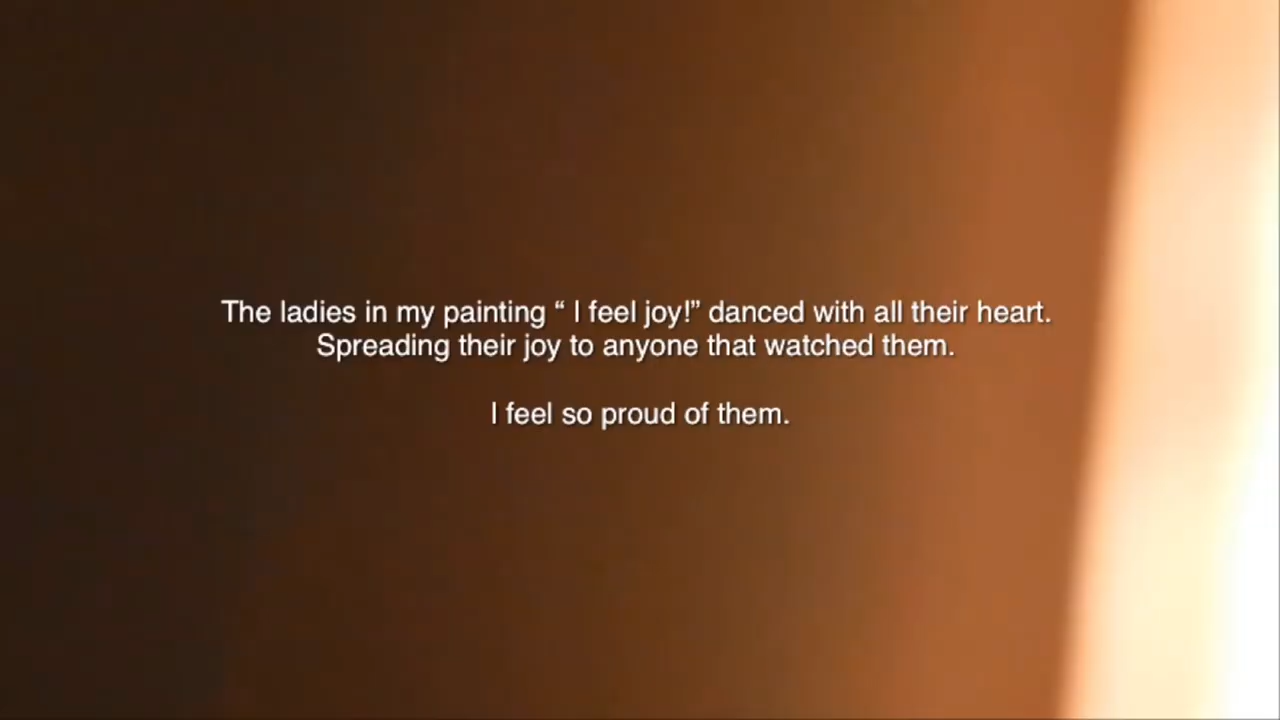 The ladies in my painting “ I feel joy!” danced with all their heart.
Spreading their joy to anyone that watched them.
I feel so proud of them.